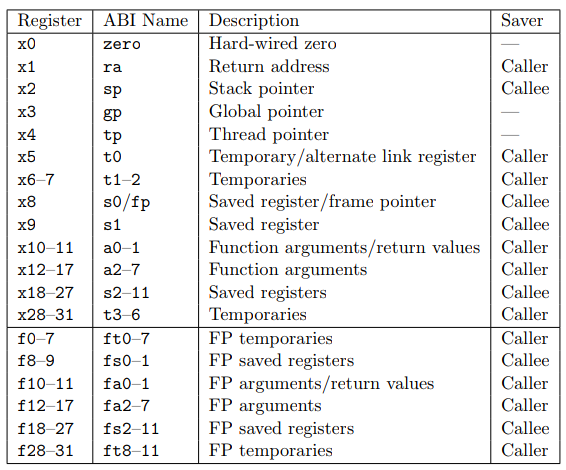 Register ABI Name Description Saver
x0 zero Hard-wired zero —
x1 ra Return address Caller
x2 sp Stack pointer Callee
x3 gp Global pointer —
x4 tp Thread pointer —
x5 t0 Temporary/alternate link register Caller
x6–7 t1–2 Temporaries Caller
x8 s0/fp Saved register/frame pointer Callee
x9 s1 Saved register Callee
x10–11 a0–1 Function arguments/return values Caller
x12–17 a2–7 Function arguments Caller
x18–27 s2–11 Saved registers Callee
x28–31 t3–6 Temporaries Caller
f0–7 ft0–7 FP temporaries Caller
f8–9 fs0–1 FP saved registers Callee
f10–11 fa0–1 FP arguments/return values Caller
f12–17 fa2–7 FP arguments Caller
f18–27 fs2–11 FP saved registers Callee
f28–31 ft8–11 FP temporaries Caller